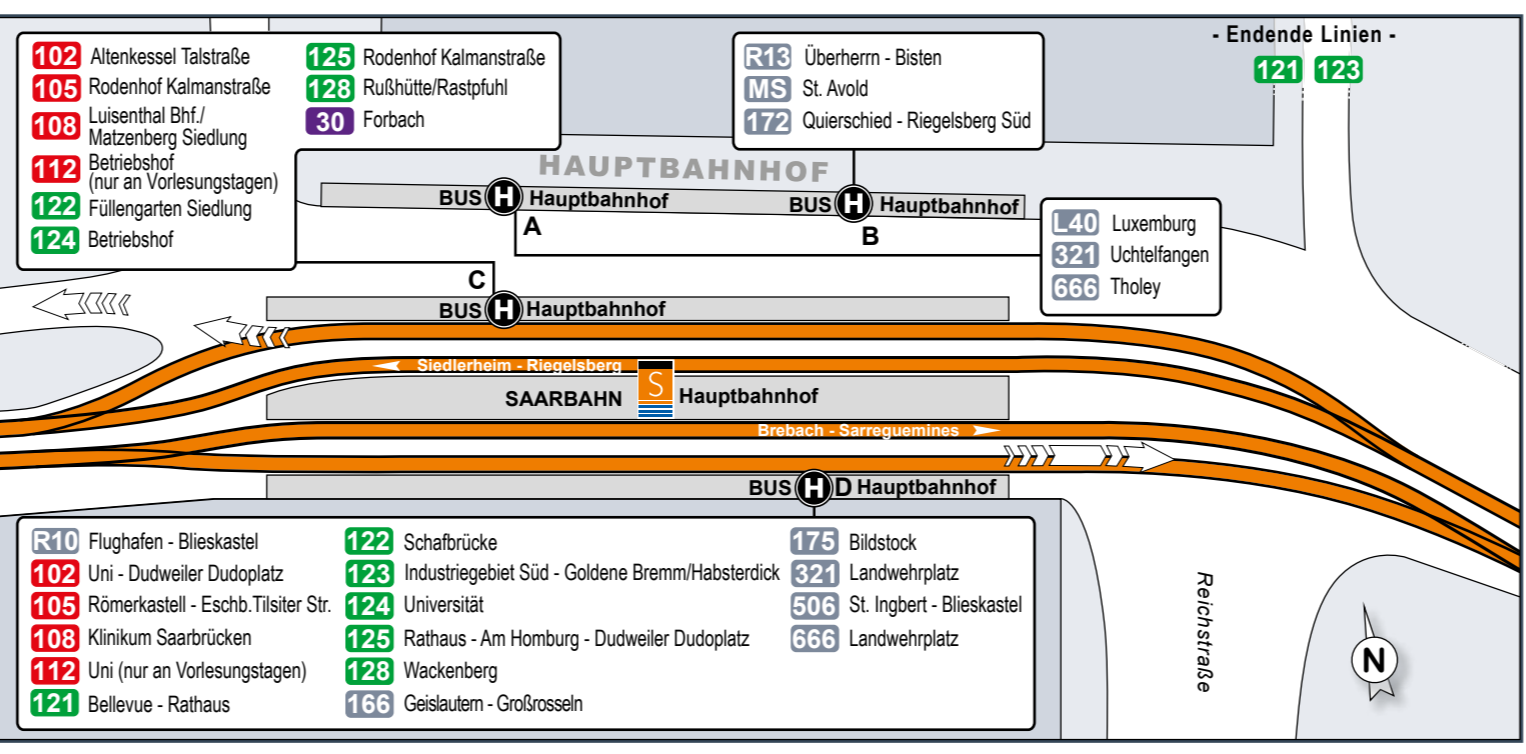 102 Altenkessel Talstraße
105 Rodenhof Kalmanstraße
108 Luisenthal Bhf./
Matzenberg Siedlung
112 Betriebshof
(nur an Vorlesungstagen)
122 Füllengarten Siedlung
124 Betriebshof
125 Rodenhof Kalmanstraße
128 Rußhütte/Rastpfuhl
30 Forbach
R13 Überherrn - Bisten
MS St. Avold
172 Quierschied - Riegelsberg Süd
- Endende Linien -
121 123
HAUPTBAHNHOF
BUS H Hauptbahnhof
A
BUS H Hauptbahnhof
B
L40 Luxemburg
321 Uchtelfangen
666 Tholey
C
BUS H Hauptbahnhof
Siedlerheim - Riegelsberg
SAARBAHN S Hauptbahnhof
Brebach - Sarreguemines
BUS H D Hauptbahnhof
R10 Flughafen - Blieskastel
102 Uni - Dudweiler Dudoplatz
105 Römerkastell - Eschb.Tilsiter Str.
108 Klinikum Saarbrücken
112 Uni (nur an Vorlesungstagen)
121 Bellevue - Rathaus
122 Schafbrücke
123 Industriegebiet Süd - Goldene Bremm/Habsterdick
124 Universität
125 Rathaus - Am Homburg - Dudweiler Dudoplatz
128 Wackenberg
166 Geislautern - Großrosseln
175 Bildstock
321 Landwehrplatz
506 St. Ingbert - Blieskastel
666 Landwehrplatz
Reichstraße
N